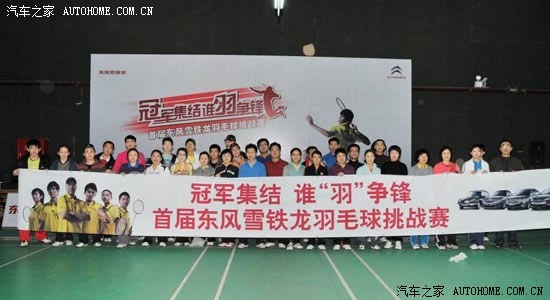 汽车之家 AUTOHOME.COM.CN
东风雪铁龙
冠军集结谁羽争锋
首届东风雪铁龙羽毛球挑战赛
CITROËN
冠军集结 谁“羽”争锋
首届东风雪铁龙羽毛球挑战赛
汽车之家 AUTOHOME.COM.CN